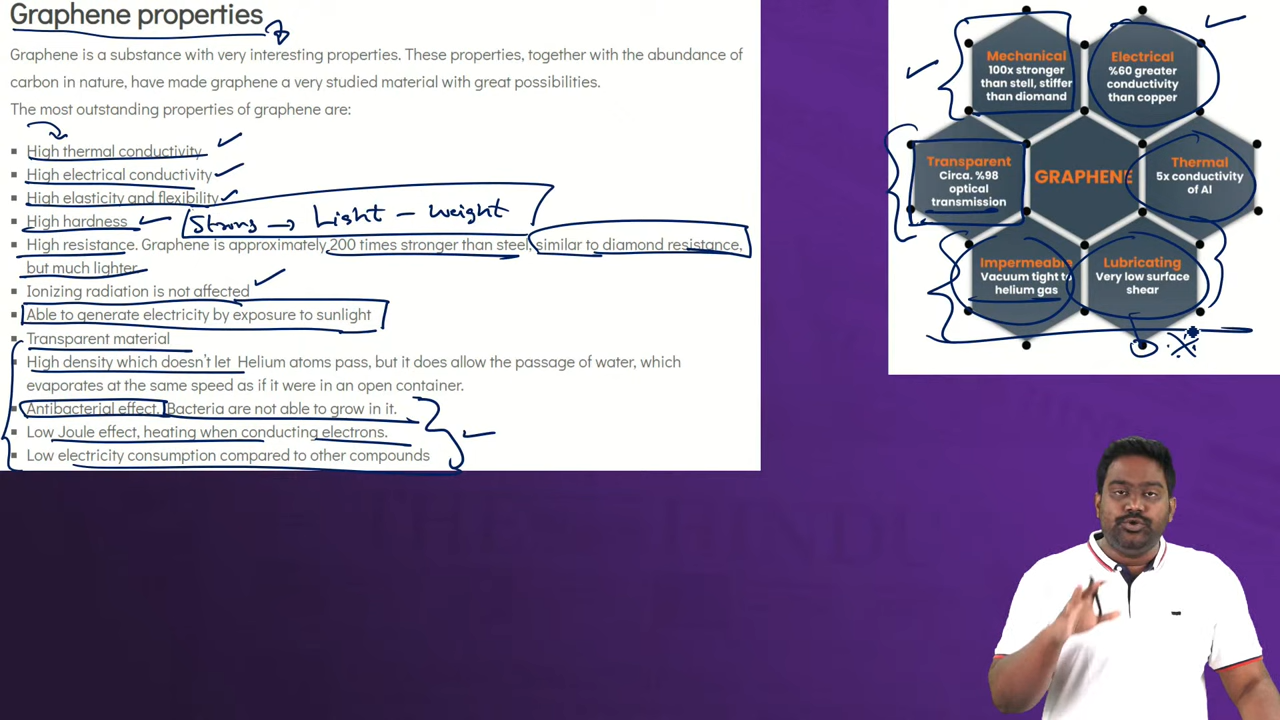 Graphene properties
Graphene is a substance with very interesting properties. These properties, together with the abundance of
carbon in nature, have made graphene a very studied material with great possibilities.
The most outstanding properties of graphene are:
High thermal conductivity
High electrical conductivity
High elasticity and flexibility
High hardness
Strong → Light - weight
High resistance. Graphene is approximately 200 times stronger than steel, similar to diamond resistance,
but much lighter.
Ionizing radiation is not affected
Able to generate electricity by exposure to sunlight
Transparent material
High density which doesn't let Helium atoms pass, but it does allow the passage of water, which
evaporates at the same speed as if it were in an open container.
Antibacterial effect. Bacteria are not able to grow in it.
Low Joule effect, heating when conducting electrons.
Low electricity consumption compared to other compounds
Mechanical
100x stronger
than stell, stiffer
than diomand
Electrical
%60 greater
conductivity
than copper
Transparent
Circa. %98
optical
transmission
GRAPHENE
Thermal
5x conductivity
of Al
Impermeable
Vacuum tight to
helium gas
Lubricating
Very low surface
shear
THE HINDU